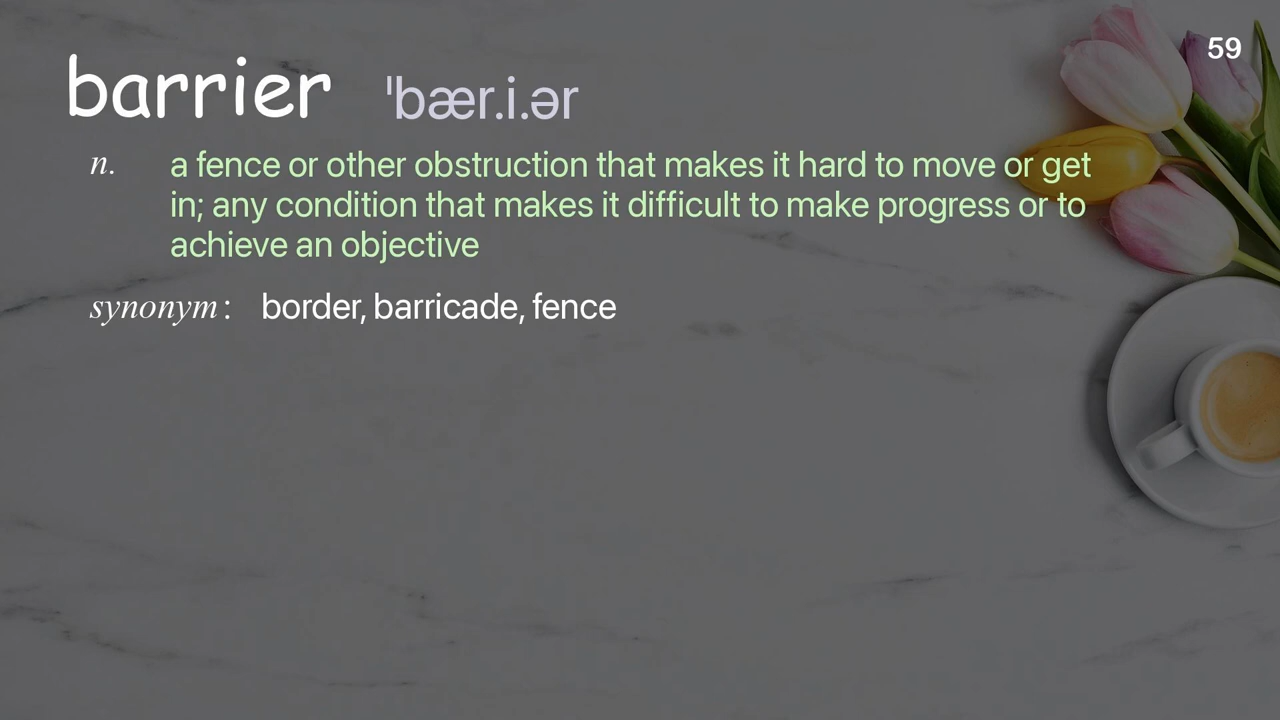 59
barrier ˈbær.i.ər
n. a fence or other obstruction that makes it hard to move or get
in; any condition that makes it difficult to make progress or to
achieve an objective
synonym: border, barricade, fence